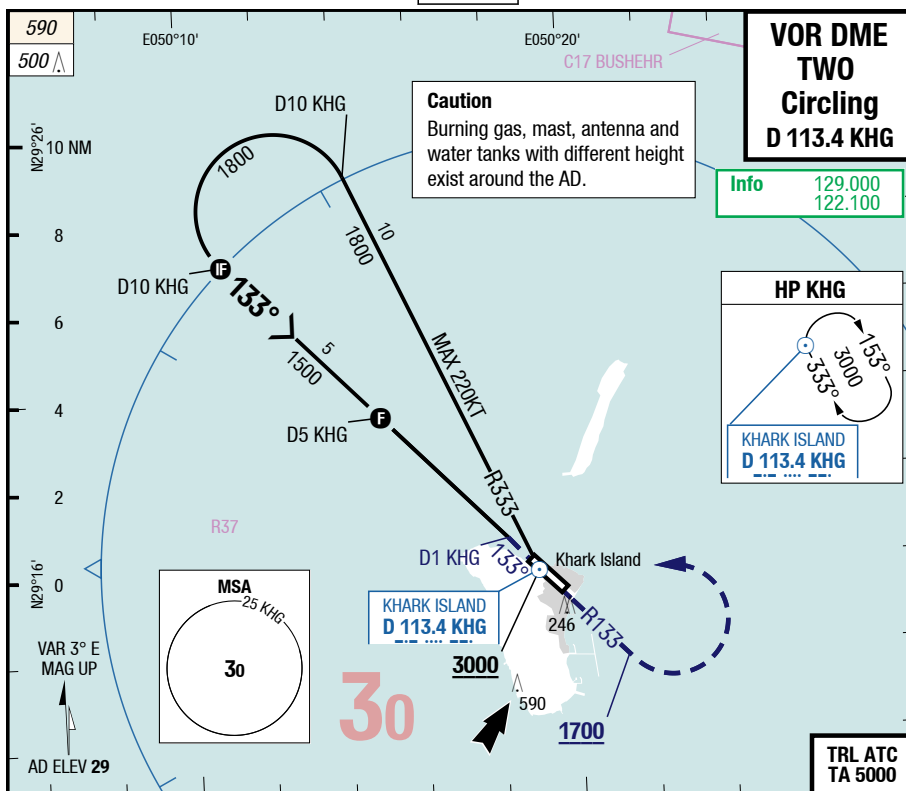 590
500
E050°10'
E050°20'
C17 BUSHEHR
VOR DME
TWO
Circling
D 113.4 KHG
Info 129.000
122.100
Caution
Burning gas, mast, antenna and
water tanks with different height
exist around the AD.
D10 KHG
N29°26'
10 NM
1800
10
1800
8
D10 KHG
IF
133°
HP KHG
153°
3000
333°
KHARK ISLAND
D 113.4 KHG
6
5
1500
MAX 220KT
4
F
D5 KHG
2
R333
R37
D1 KHG
133°
Khark Island
N29°16'
0
MSA
25 KHG
30
KHARK ISLAND
D 113.4 KHG
246
R133
VAR 3° E
MAG UP
3000
30
590
1700
AD ELEV 29
TRL ATC
TA 5000